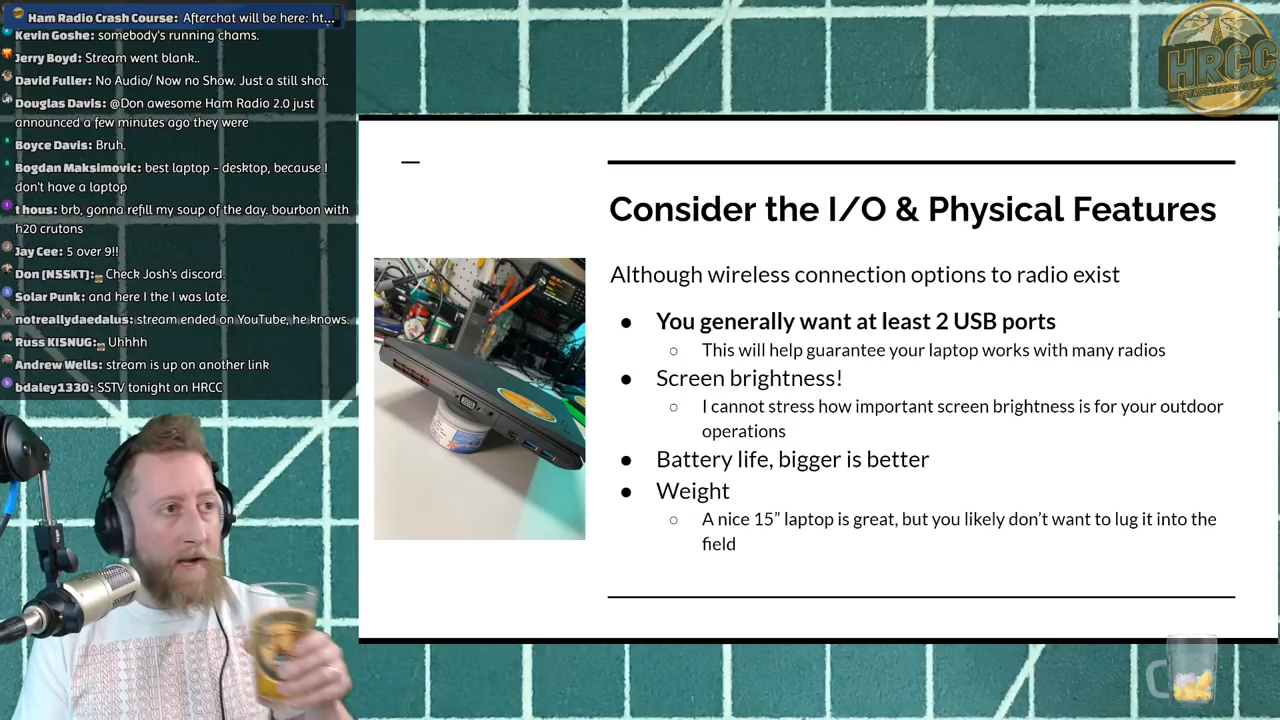 Ham Radio Crash Course: Afterchat will be here: ht...
Kevin Goshe: somebody's running chams.
Jerry Boyd: Stream went blank..
David Fuller: No Audio/ Now no Show. Just a still shot.
Douglas Davis: @Don awesome Ham Radio 2.0 just
announced a few minutes ago they were
Boyce Davis: Bruh.
Bogdan Maksimovic: best laptop - desktop, because I
don't have a laptop
t hous: brb, gonna refill my soup of the day. bourbon with
h20 crutons
Jay Cee: 5 over 9!!
Don [N5SKT]: Check Josh's discord.
Solar Punk: and here I the I was late.
notreallydaedalus: stream ended on YouTube, he knows.
Russ KI5NUG: Uhhhh
Andrew Wells: stream is up on another link
bdaley1330: SSTV tonight on HRCC
HRCC
HAM RADIO CRASH COURSE
Consider the I/O & Physical Features
Although wireless connection options to radio exist
● You generally want at least 2 USB ports
○ This will help guarantee your laptop works with many radios
● Screen brightness!
○ I cannot stress how important screen brightness is for your outdoor
operations
● Battery life, bigger is better
● Weight
○ A nice 15” laptop is great, but you likely don’t want to lug it into the
field